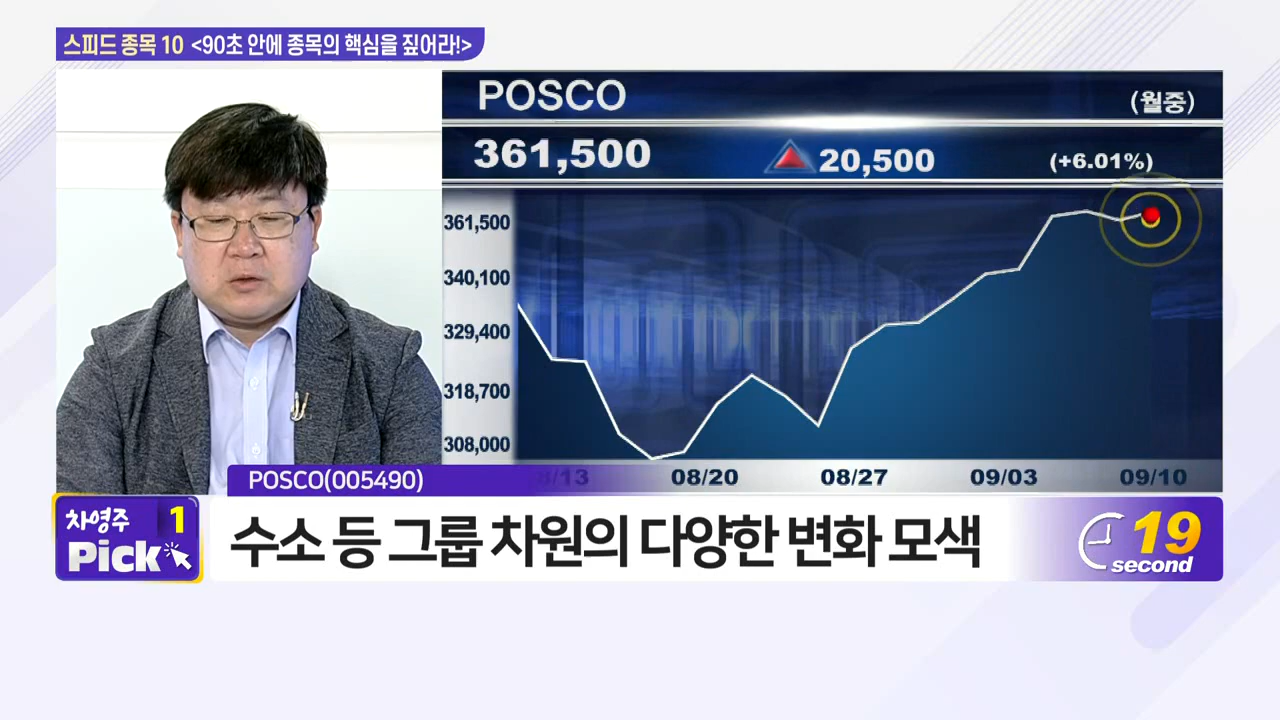 스피드 종목 10 <90초 안에 종목의 핵심을 짚어라!>
POSCO
(월중)
361,500
20,500
(+6.01%)
361,500
340,100
329,400
318,700
308,000
8/13
08/20
08/27
09/03
09/10
POSCO(005490)
차영주
1
Pick
수소 등 그룹 차원의 다양한 변화 모색
19
second